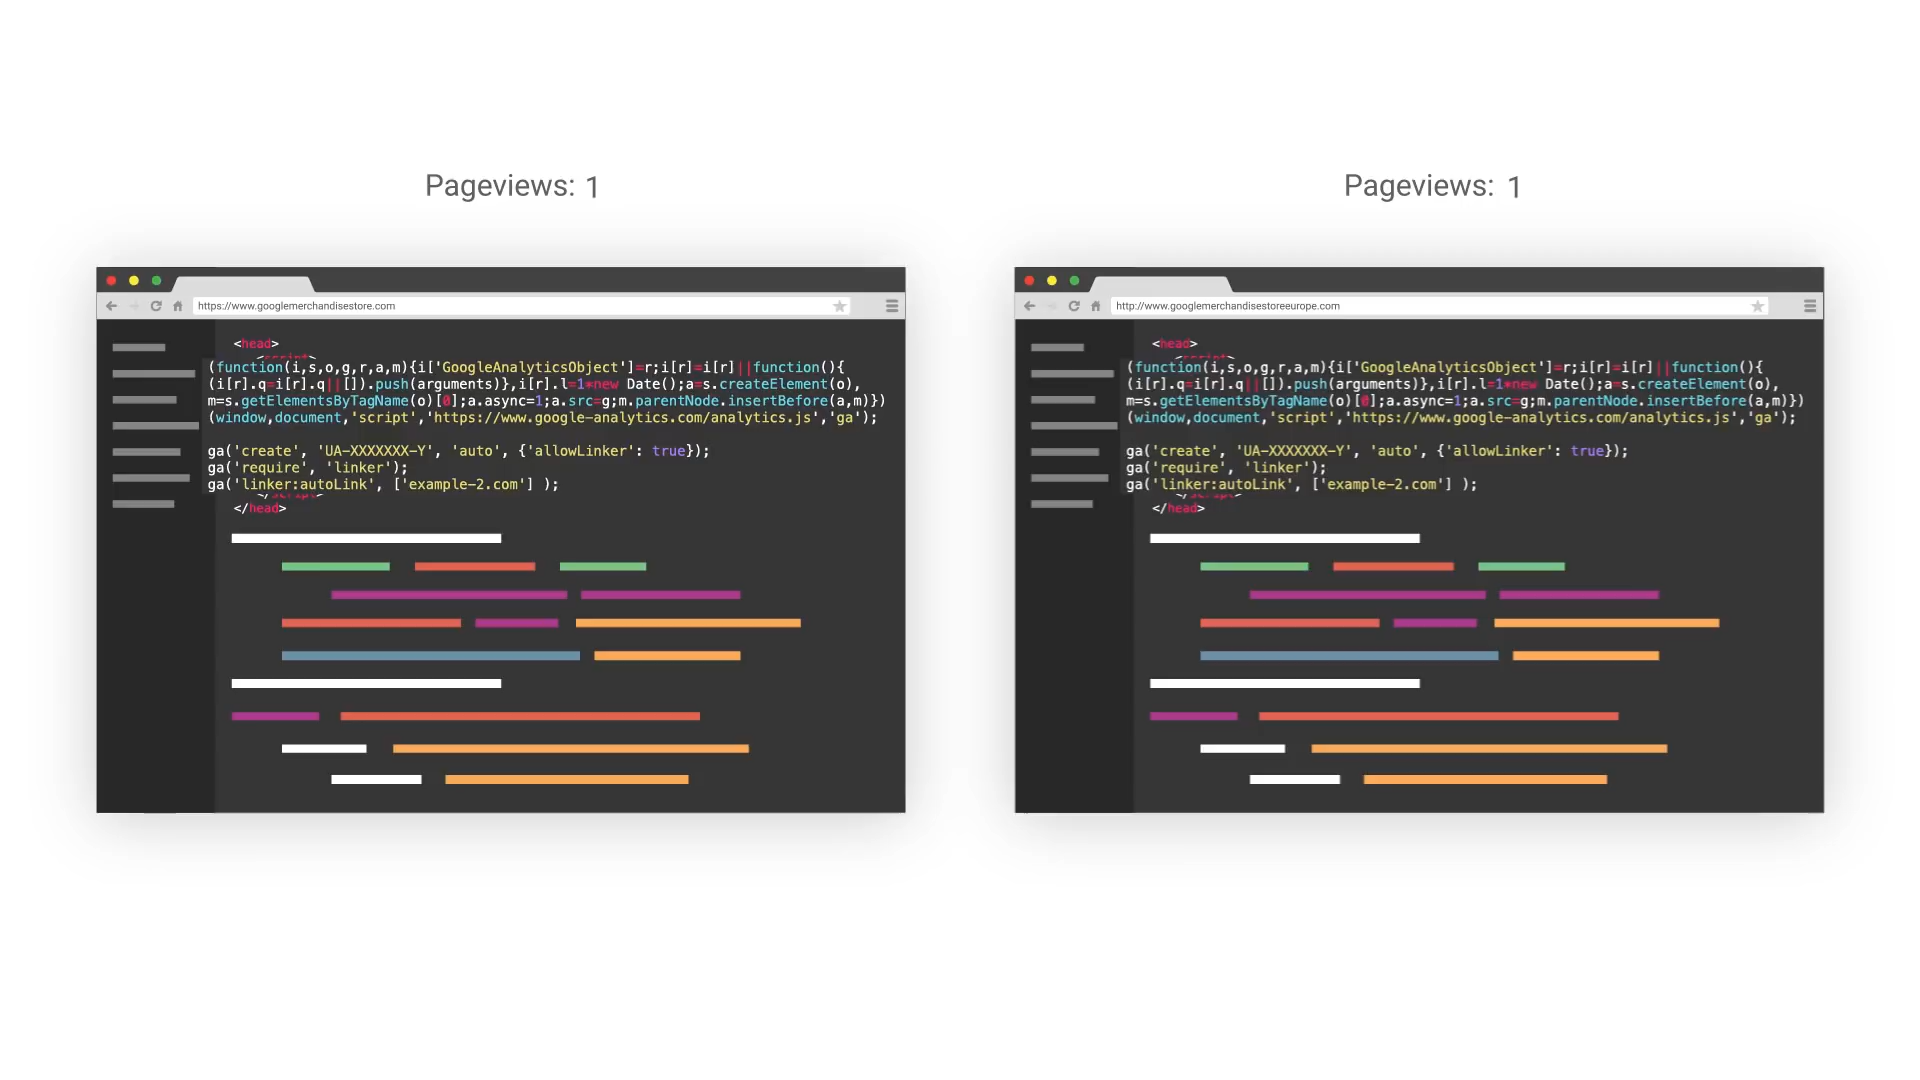 Pageviews: 1
https://www.googlemerchandisestore.com
<head>
<script>
(function(i,s,o,g,r,a,m){i['GoogleAnalyticsObject']=r;i[r]=i[r]||function(){
(i[r].q=i[r].q||[]).push(arguments)},i[r].l=1*new Date();a=s.createElement(o),
m=s.getElementsByTagName(o)[0];a.async=1;a.src=g;m.parentNode.insertBefore(a,m)})
(window,document,'script','https://www.google-analytics.com/analytics.js','ga');
ga('create', 'UA-XXXXXXX-Y', 'auto', {'allowLinker': true});
ga('require', 'linker');
ga('linker:autoLink', ['example-2.com'] );
</script>
</head>
Pageviews: 1
http://www.googlemerchandisestoreeurope.com
<head>
<script>
(function(i,s,o,g,r,a,m){i['GoogleAnalyticsObject']=r;i[r]=i[r]||function(){
(i[r].q=i[r].q||[]).push(arguments)},i[r].l=1*new Date();a=s.createElement(o),
m=s.getElementsByTagName(o)[0];a.async=1;a.src=g;m.parentNode.insertBefore(a,m)})
(window,document,'script','https://www.google-analytics.com/analytics.js','ga');
ga('create', 'UA-XXXXXXX-Y', 'auto', {'allowLinker': true});
ga('require', 'linker');
ga('linker:autoLink', ['example-2.com'] );
</script>
</head>